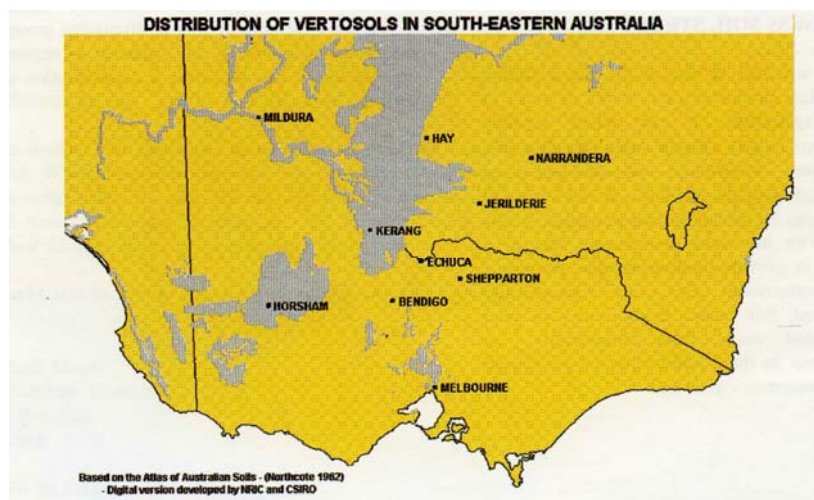 DISTRIBUTION OF VERTOSOLS IN SOUTH-EASTERN AUSTRALIA
MILDURA
HAY
NARRANDERA
JERILDERIE
KERANG
ECHUCA
SHEPPARTON
HORSHAM
BENDIGO
MELBOURNE
Based on the Atlas of Australian Soils - (Northcote 1962)
- Digital version developed by NRIC and CSIRO